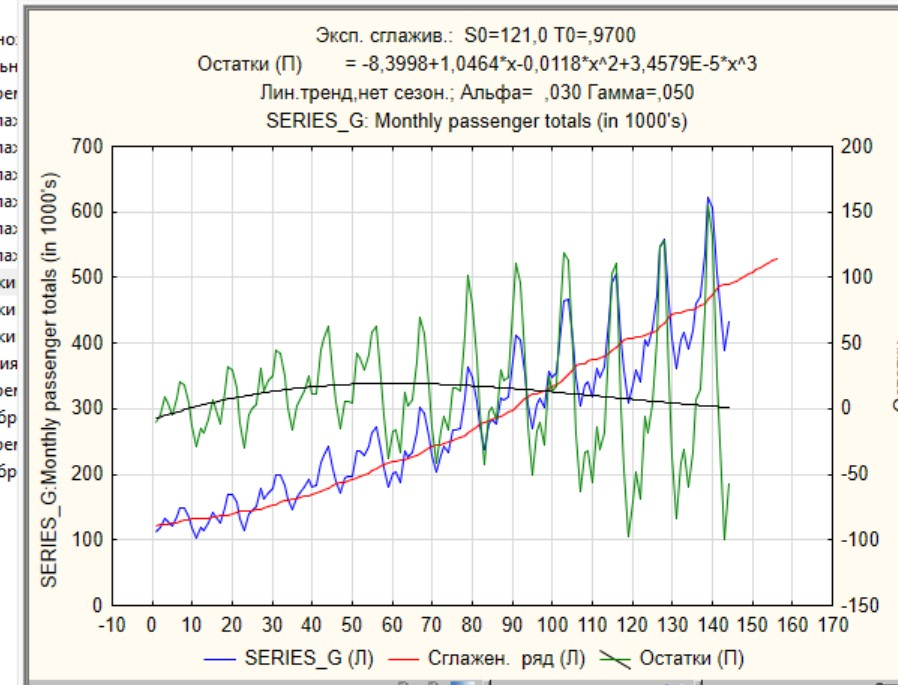 Эксп. сглажив.: S0=121,0 T0=,9700
Остатки (П) = -8,3998+1,0464*x-0,0118*x^2+3,4579E-5*x^3
Лин.тренд,нет сезон.; Альфа= ,030 Гамма=,050
SERIES_G: Monthly passenger totals (in 1000's)
SERIES_G:Monthly passenger totals (in 1000's)
700
600
500
400
300
200
100
0
200
150
100
50
0
-50
-100
-150
-10 0 10 20 30 40 50 60 70 80 90 100 110 120 130 140 150 160 170
SERIES_G (Л) Сглажен. ряд (Л) Остатки (П)